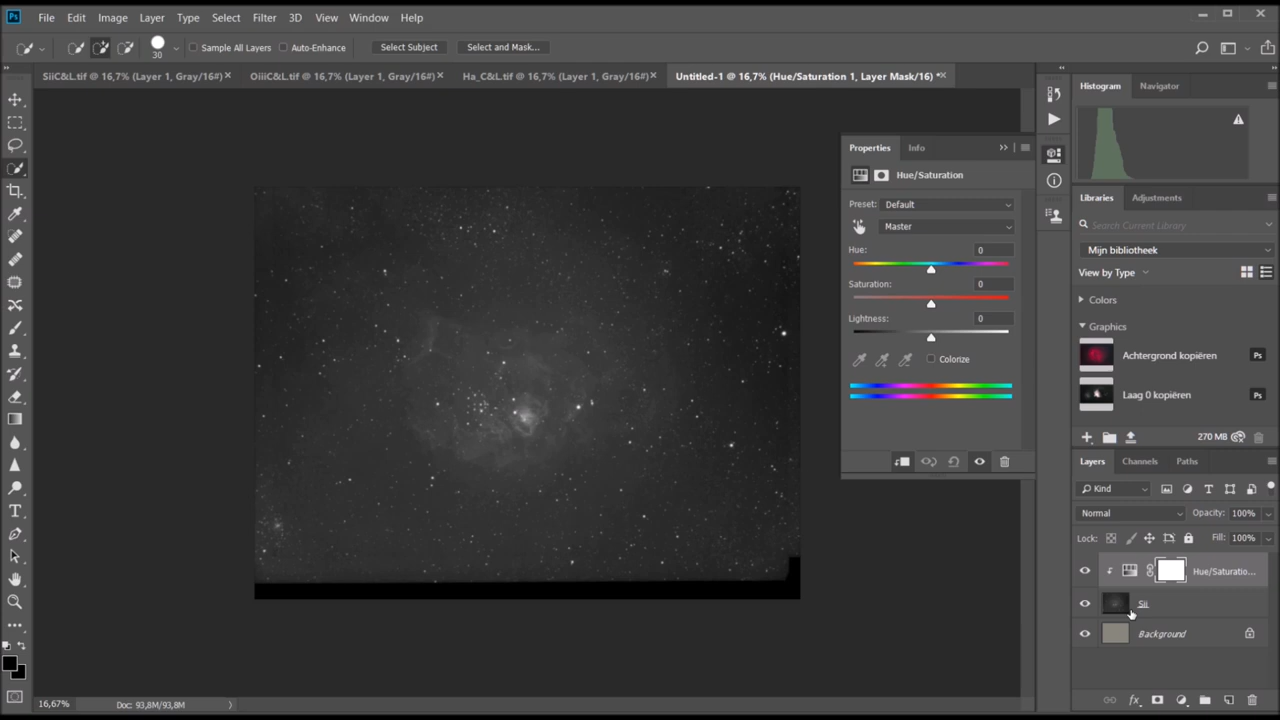 Ps File Edit Image Layer Type Select Filter 3D View Window Help
30 Sample All Layers Auto-Enhance Select Subject Select and Mask...
SiiC&L.tif @ 16,7% (Layer 1, Gray/16#) × OiiiC&L.tif @ 16,7% (Layer 1, Gray/16#) × Ha_C&L.tif @ 16,7% (Layer 1, Gray/16#) × Untitled-1 @ 16,7% (Hue/Saturation 1, Layer Mask/16) * ×
Histogram Navigator
Properties Info
Hue/Saturation
Preset: Default
Master
Hue: 0
Saturation: 0
Lightness: 0
Colorize
Libraries Adjustments
Search Current Library
Mijn bibliotheek
View by Type
Colors
Graphics
Achtergrond kopiëren Ps
Laag 0 kopiëren Ps
270 MB
Layers Channels Paths
Kind
Normal Opacity: 100%
Lock: Fill: 100%
Hue/Saturatio...
Sii
Background
fx
16,67% Doc: 93,8M/93,8M